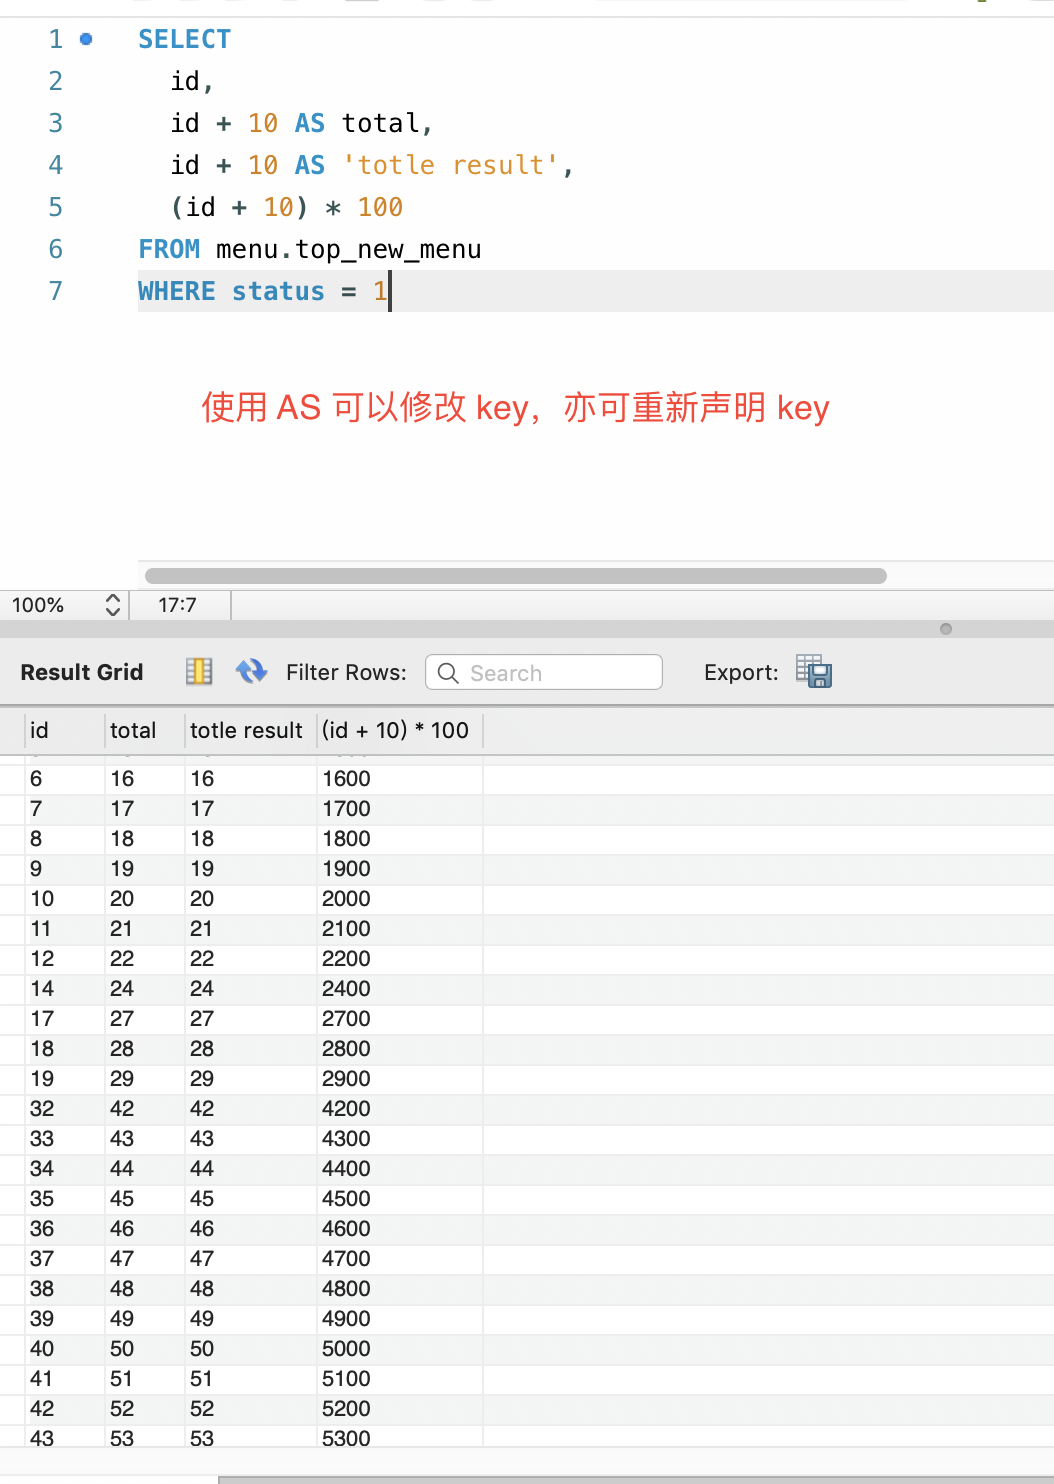 1 SELECT
2 id,
3 id + 10 AS total,
4 id + 10 AS 'totle result',
5 (id + 10) * 100
6 FROM menu.top_new_menu
7 WHERE status = 1
使用 AS 可以修改 key，亦可重新声明 key
100% 17:7
Result Grid Filter Rows: Search Export:
id total totle result (id + 10) * 100
6 16 16 1600
7 17 17 1700
8 18 18 1800
9 19 19 1900
10 20 20 2000
11 21 21 2100
12 22 22 2200
14 24 24 2400
17 27 27 2700
18 28 28 2800
19 29 29 2900
32 42 42 4200
33 43 43 4300
34 44 44 4400
35 45 45 4500
36 46 46 4600
37 47 47 4700
38 48 48 4800
39 49 49 4900
40 50 50 5000
41 51 51 5100
42 52 52 5200
43 53 53 5300